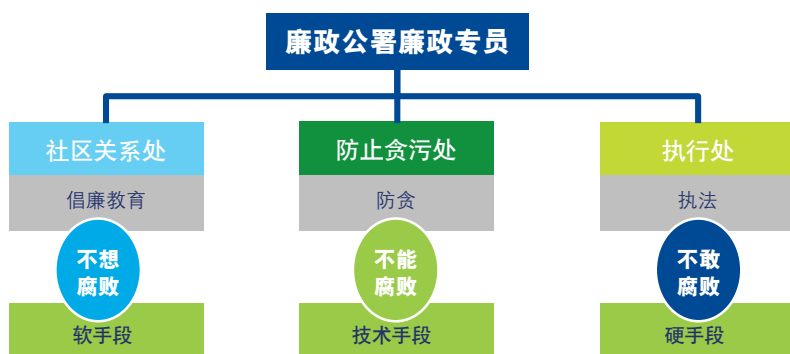 廉政公署廉政专员
社区关系处
防止贪污处
执行处
倡廉教育
防贪
执法
不想
腐败
不能
腐败
不敢
腐败
软手段
技术手段
硬手段